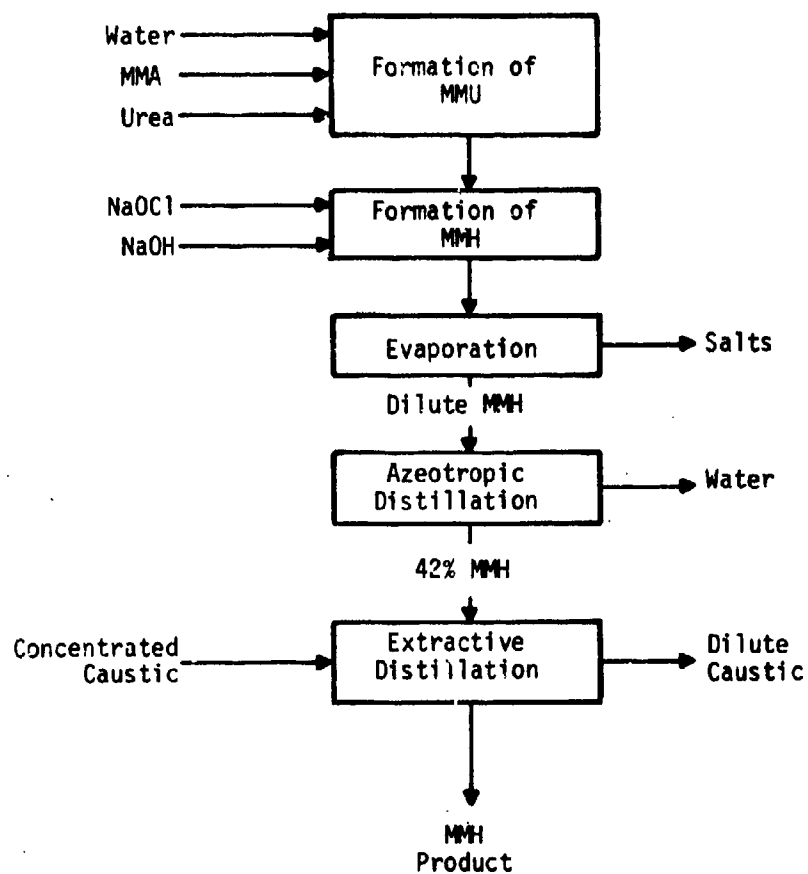 Water
MMA
Urea
Formation of
MMU
NaOCl
NaOH
Formation of
MMH
Evaporation
Salts
Dilute MMH
Azeotropic
Distillation
Water
42% MMH
Concentrated
Caustic
Extractive
Distillation
Dilute
Caustic
MMH
Product